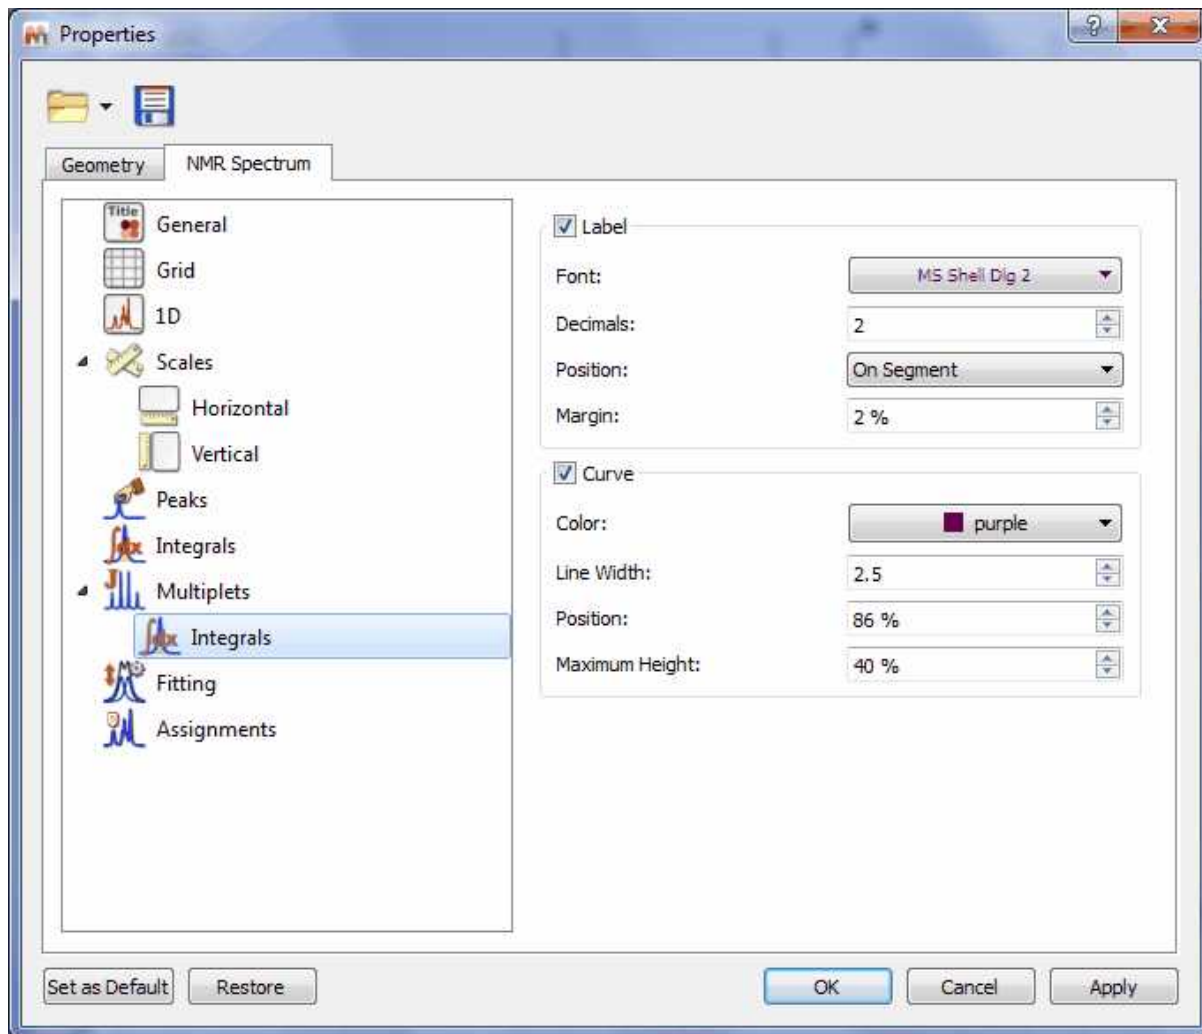 Properties
Geometry
NMR Spectrum
Title
General
Grid
1D
Scales
Horizontal
Vertical
Peaks
Integrals
Multiplets
Integrals
Fitting
Assignments
Label
Font: MS Shell Dlg 2
Decimals: 2
Position: On Segment
Margin: 2 %
Curve
Color: purple
Line Width: 2.5
Position: 86 %
Maximum Height: 40 %
Set as Default
Restore
OK
Cancel
Apply